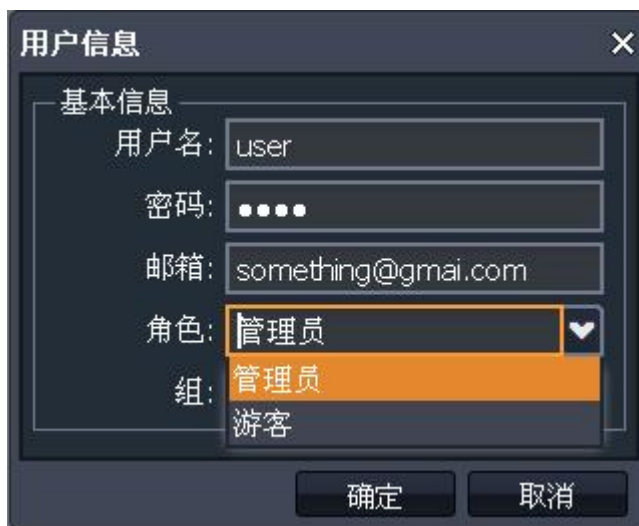 用户信息
基本信息
用户名: user
密码: ••••
邮箱: something@gmai.com
角色: 管理员
管理员
组:
游客
确定 取消